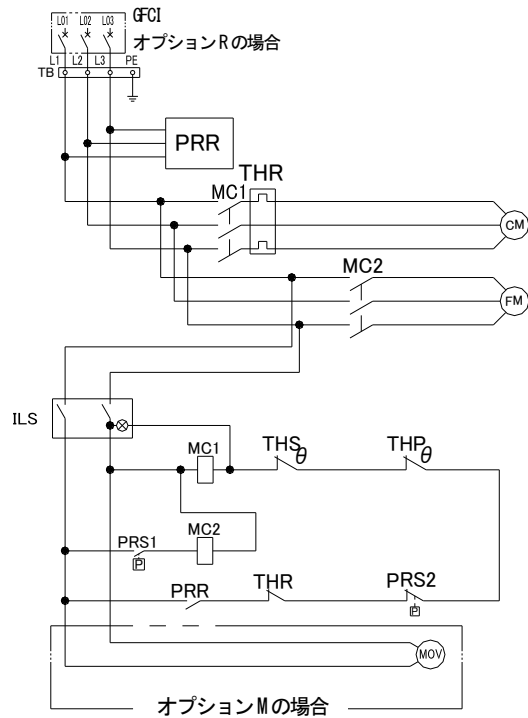 GFCI
LO1 LO2 LO3
オプションRの場合
L1 L2 L3 PE
TB
PRR
THR
MC1
CM
MC2
FM
ILS
MC1 THS θ THP θ
PRS1 P MC2
PRR THR PRS2 P
MOV
オプションMの場合